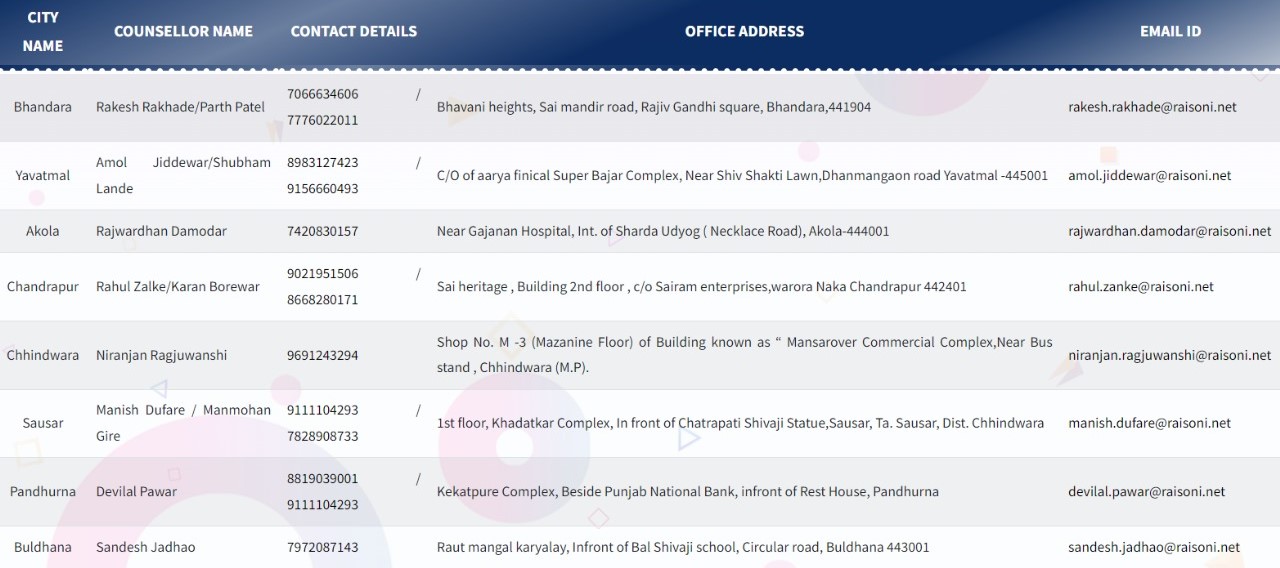 CITY NAME COUNSELLOR NAME CONTACT DETAILS OFFICE ADDRESS EMAIL ID
Bhandara Rakesh Rakhade/Parth Patel 7066634606 / 7776022011 Bhavani heights, Sai mandir road, Rajiv Gandhi square, Bhandara,441904 rakesh.rakhade@raisoni.net
Yavatmal Amol Jiddewar/Shubham Lande 8983127423 / 9156660493 C/O of aarya finical Super Bajar Complex, Near Shiv Shakti Lawn,Dhanmangaon road Yavatmal -445001 amol.jiddewar@raisoni.net
Akola Rajwardhan Damodar 7420830157 Near Gajanan Hospital, Int. of Sharda Udyog ( Necklace Road), Akola-444001 rajwardhan.damodar@raisoni.net
Chandrapur Rahul Zalke/Karan Borewar 9021951506 / 8668280171 Sai heritage , Building 2nd floor , c/o Sairam enterprises,warora Naka Chandrapur 442401 rahul.zanke@raisoni.net
Chhindwara Niranjan Ragjuwanshi 9691243294 Shop No. M -3 (Mazanine Floor) of Building known as “ Mansarover Commercial Complex,Near Bus stand , Chhindwara (M.P). niranjan.ragjuwanshi@raisoni.net
Sausar Manish Dufare / Manmohan Gire 9111104293 / 7828908733 1st floor, Khadatkar Complex, In front of Chatrapati Shivaji Statue,Sausar, Ta. Sausar, Dist. Chhindwara manish.dufare@raisoni.net
Pandhurna Devilal Pawar 8819039001 / 9111104293 Kekatpure Complex, Beside Punjab National Bank, infront of Rest House, Pandhurna devilal.pawar@raisoni.net
Buldhana Sandesh Jadhao 7972087143 Raut mangal karyalay, Infront of Bal Shivaji school, Circular road, Buldhana 443001 sandesh.jadhao@raisoni.net